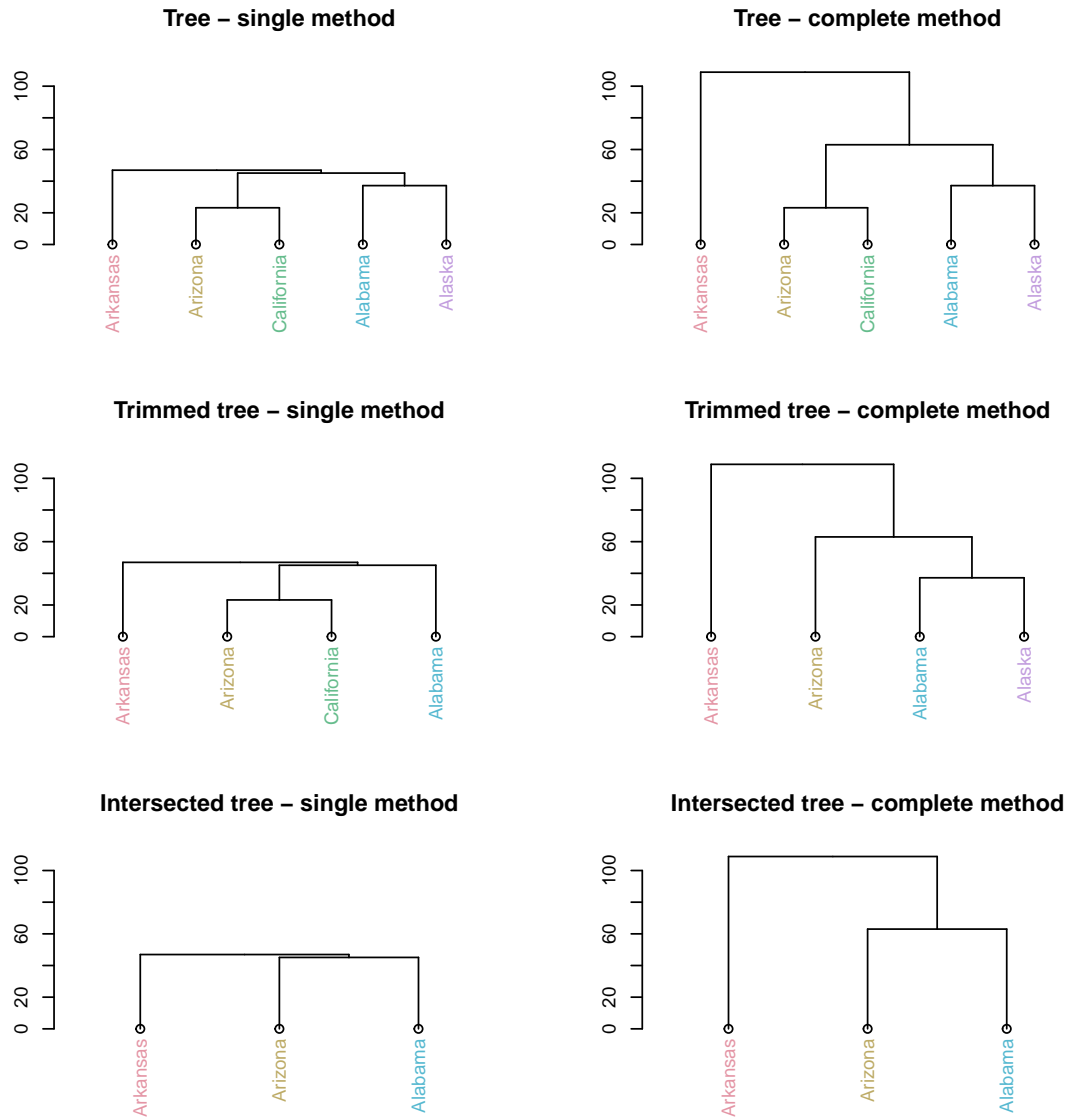 Tree – single method
100
60
20
0
Arkansas
Arizona
California
Alabama
Alaska
Tree – complete method
100
60
20
0
Arkansas
Arizona
California
Alabama
Alaska
Trimmed tree – single method
100
60
20
0
Arkansas
Arizona
California
Alabama
Trimmed tree – complete method
100
60
20
0
Arkansas
Arizona
Alabama
Alaska
Intersected tree – single method
100
60
20
0
Arkansas
Arizona
Alabama
Intersected tree – complete method
100
60
20
0
Arkansas
Arizona
Alabama